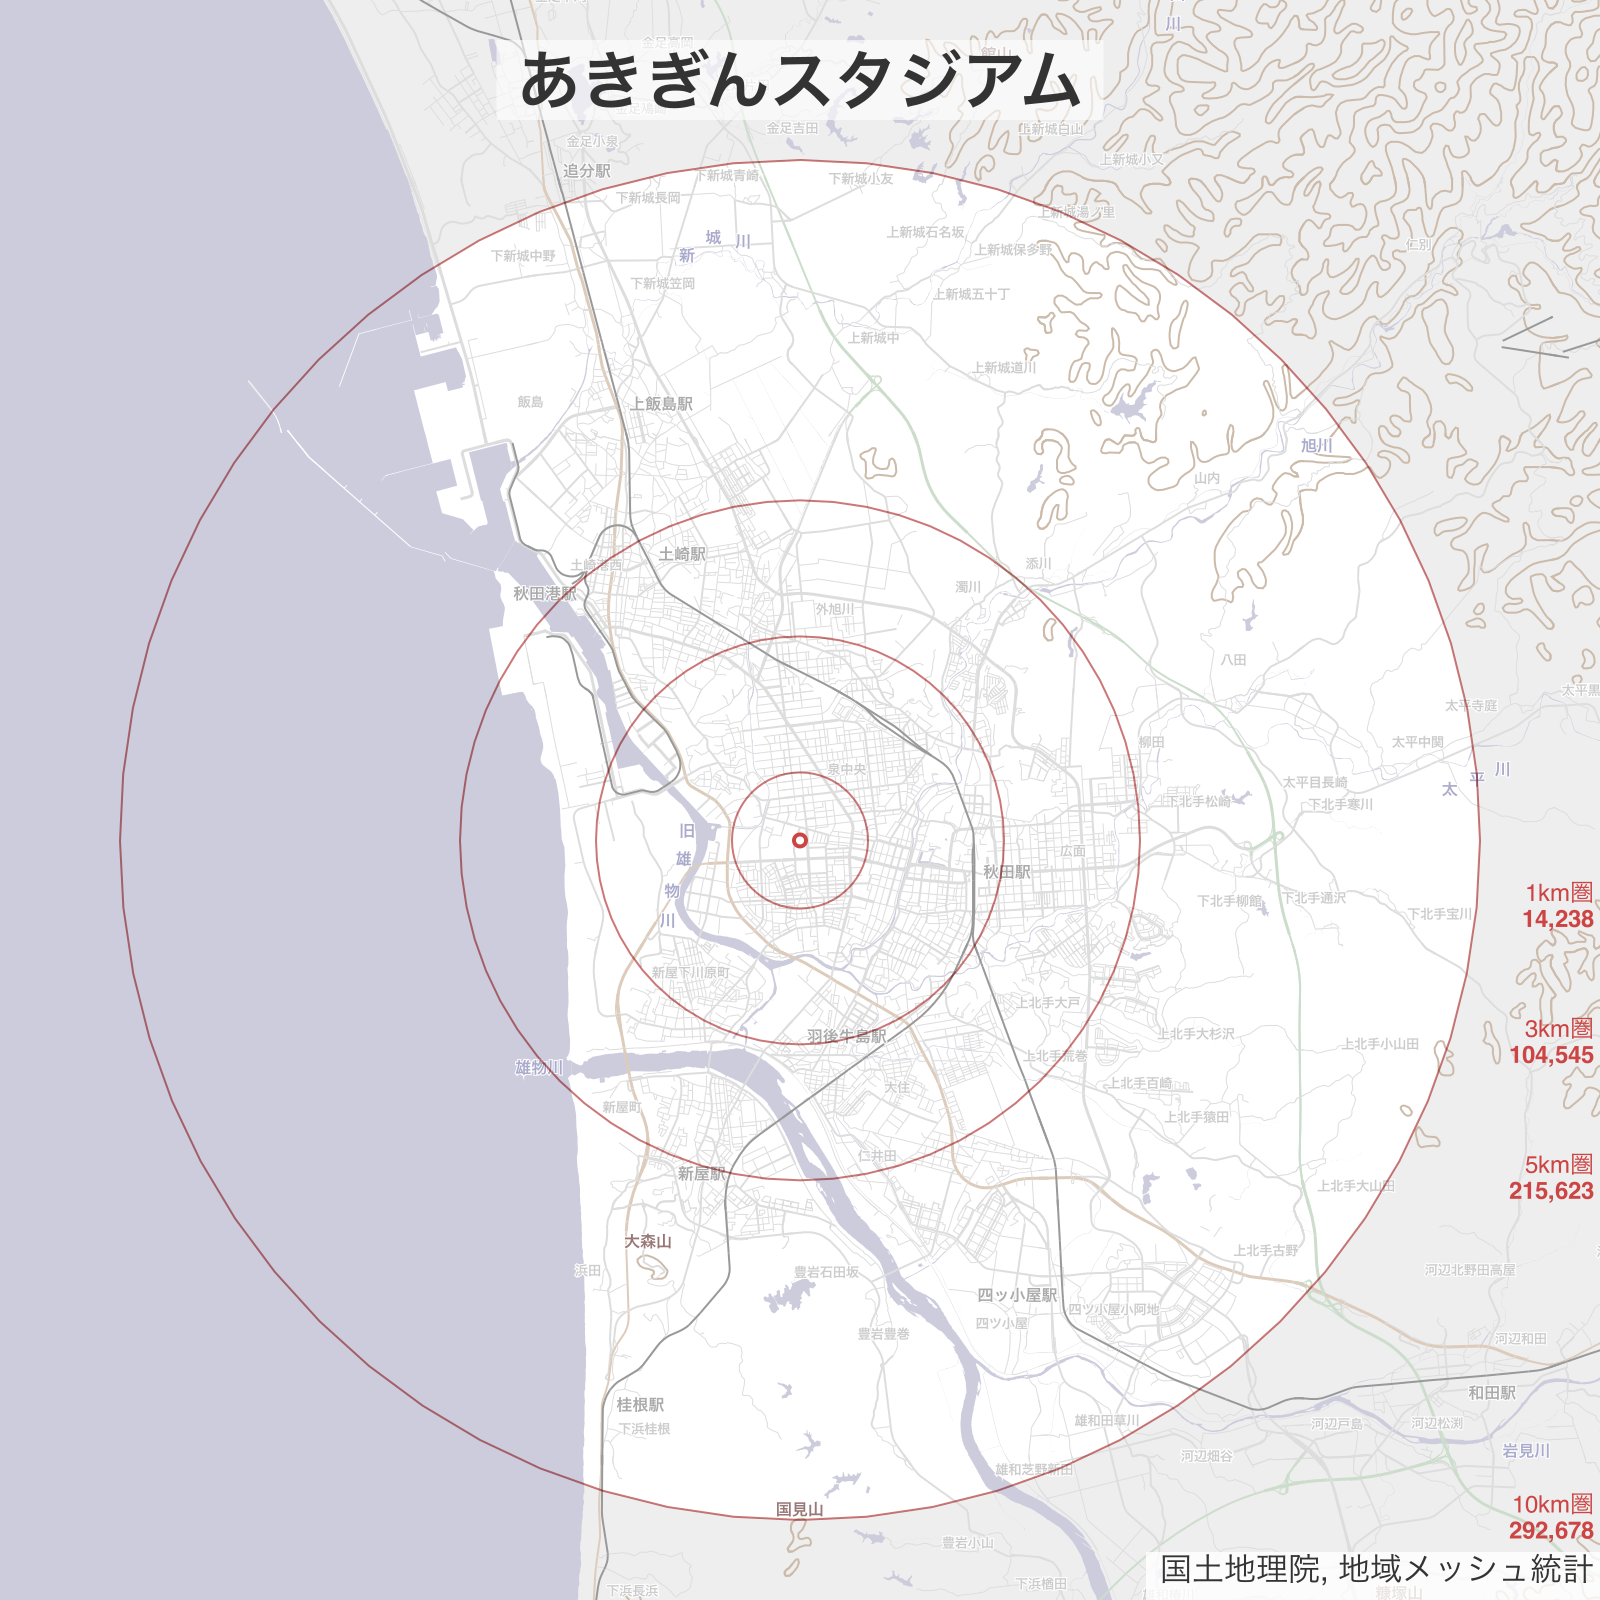 あきぎんスタジアム
館山
川
金足小泉
金足吉田
上新城白山
追分駅
下新城青崎
下新城小友
上新城小又
下新城長岡
上新城湯ノ里
新城川
上新城石名坂
下新城中野
上新城保多野
仁別
下新城笠岡
上新城五十丁
上新城中
上新城道川
飯島
上飯島駅
旭川
山内
土崎駅
土崎港西
添川
秋田港駅
濁川
外旭川
八田
太平黒
太平寺庭
柳田
太平中関
泉中央
太平川
太平目長崎
下北手松崎
下北手寒川
旧雄物川
広面
秋田駅
下北手柳館
下北手通沢
下北手宝川
1km圏
14,238
新屋下川原町
上北手大戸
羽後牛島駅
上北手大杉沢
上北手小山田
3km圏
104,545
上北手荒巻
雄物川
大住
上北手百崎
新屋町
上北手猿田
仁井田
新屋駅
5km圏
215,623
上北手大山田
大森山
上北手古野
浜田
豊岩石田坂
河辺北野田高屋
四ッ小屋駅
四ツ小屋小阿地
四ツ小屋
豊岩豊巻
河辺和田
和田駅
桂根駅
下浜桂根
雄和田草川
河辺戸島
河辺松渕
河辺畑谷
岩見川
雄和芝野新田
国見山
10km圏
292,678
豊岩小山
国土地理院, 地域メッシュ統計
下浜長浜
下浜楢田
糠塚山